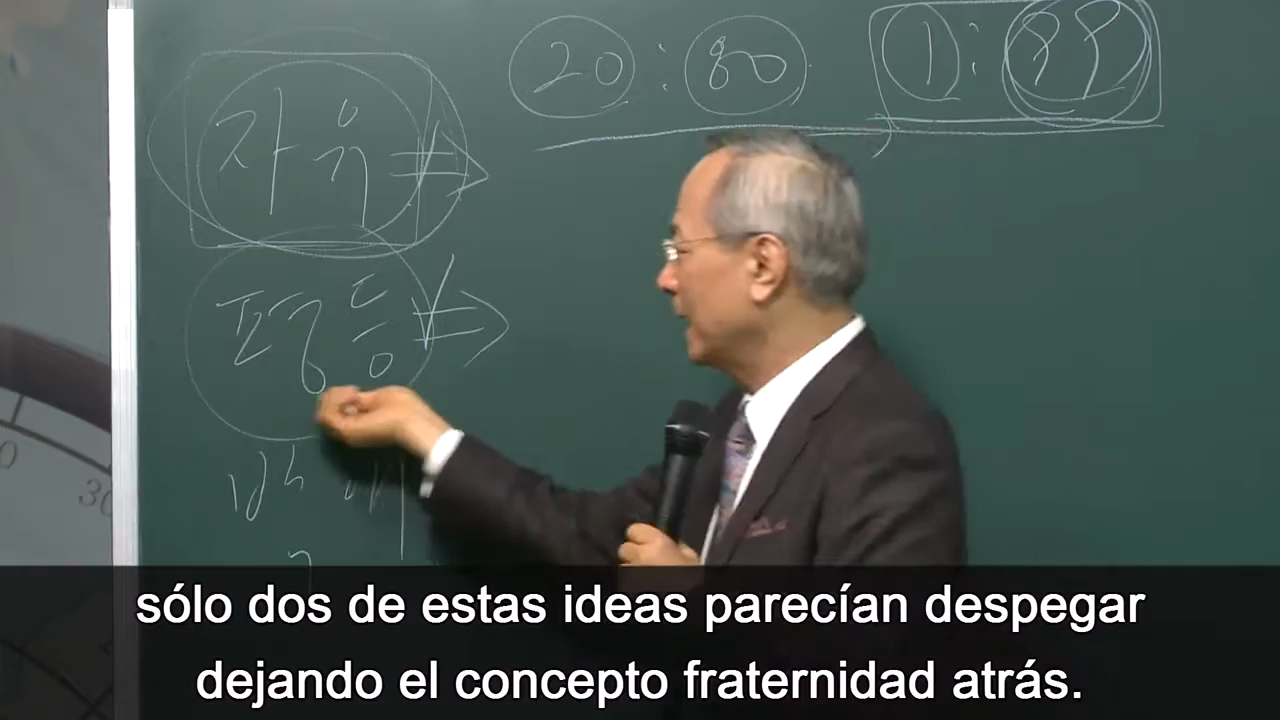 20 : 80
1 : 99
자유
평등
30
sólo dos de estas ideas parecían despegar
dejando el concepto fraternidad atrás.